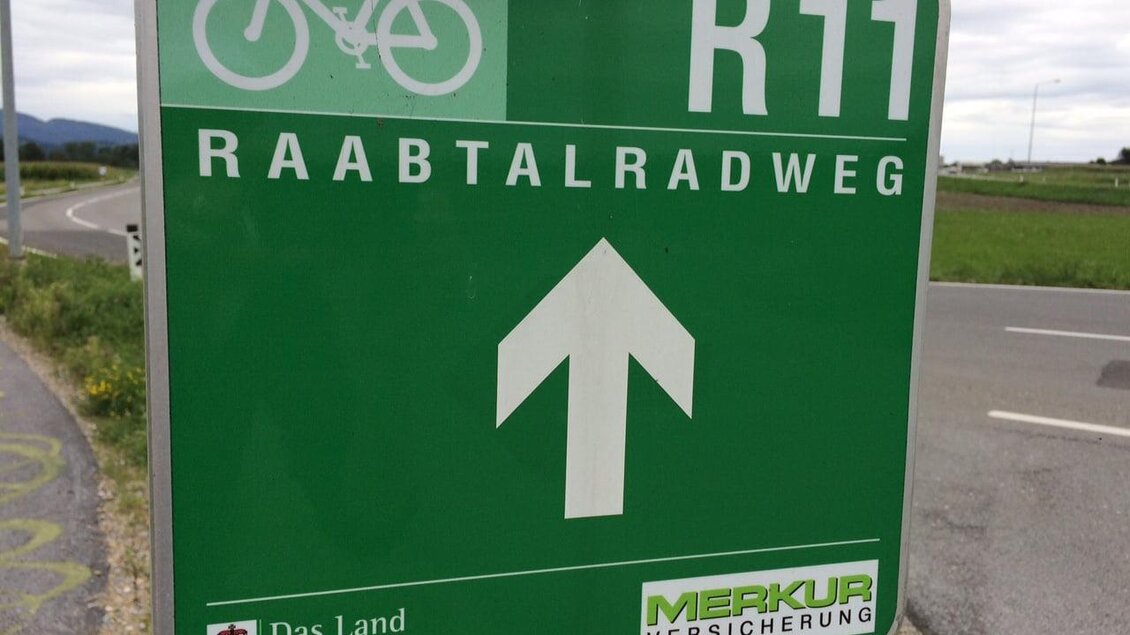 R11
RAABTALRADWEG
Das Land
MERKUR
VERSICHERUNG